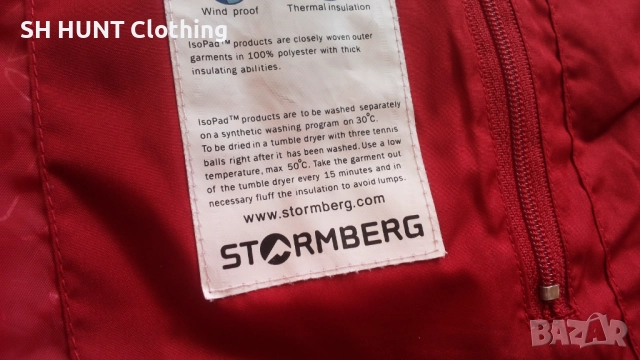 SH HUNT Clothing
Wind proof Thermal insulation
IsoPad™ products are closely woven outer
garments in 100% polyester with thick
insulating abilities.
IsoPad™ products are to be washed separately
on a synthetic washing program on 30°C.
To be dried in a tumble dryer with three tennis
balls right after it has been washed. Use a low
temperature, max 50°C. Take the garment out
of the tumble dryer every 15 minutes and in
necessary fluff the insulation to avoid lumps.
www.stormberg.com
STORMBERG
BAZAR